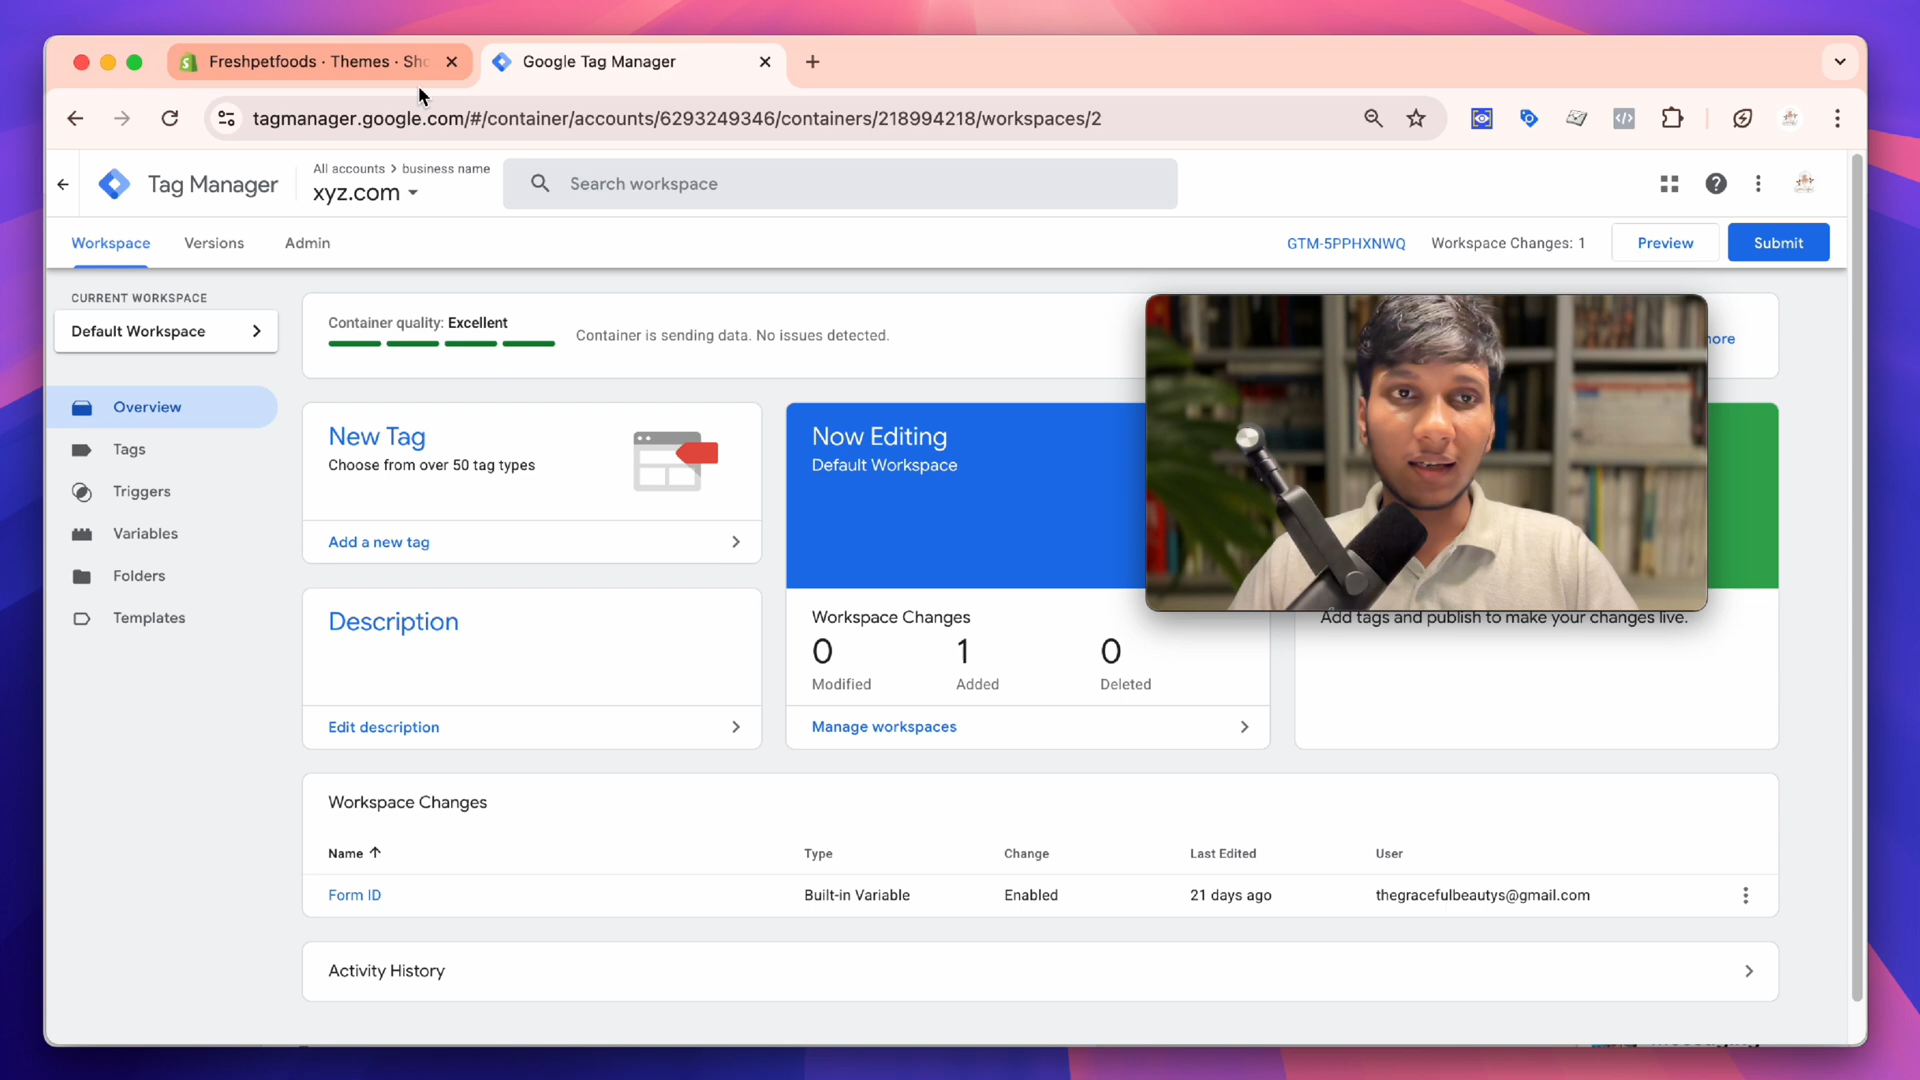 Freshpetfoods · Themes · Sho
Google Tag Manager
tagmanager.google.com/#/container/accounts/6293249346/containers/218994218/workspaces/2
Tag Manager
All accounts > business name
xyz.com
Search workspace
Workspace
Versions
Admin
GTM-5PPHXNWQ
Workspace Changes: 1
Preview
Submit
CURRENT WORKSPACE
Default Workspace
Overview
Tags
Triggers
Variables
Folders
Templates
Container quality: Excellent
Container is sending data. No issues detected.
more
New Tag
Choose from over 50 tag types
Add a new tag
Description
Edit description
Now Editing
Default Workspace
Workspace Changes
0 1 0
Modified Added Deleted
Manage workspaces
Add tags and publish to make your changes live.
Workspace Changes
Name Type Change Last Edited User
Form ID Built-in Variable Enabled 21 days ago thegracefulbeautys@gmail.com
Activity History